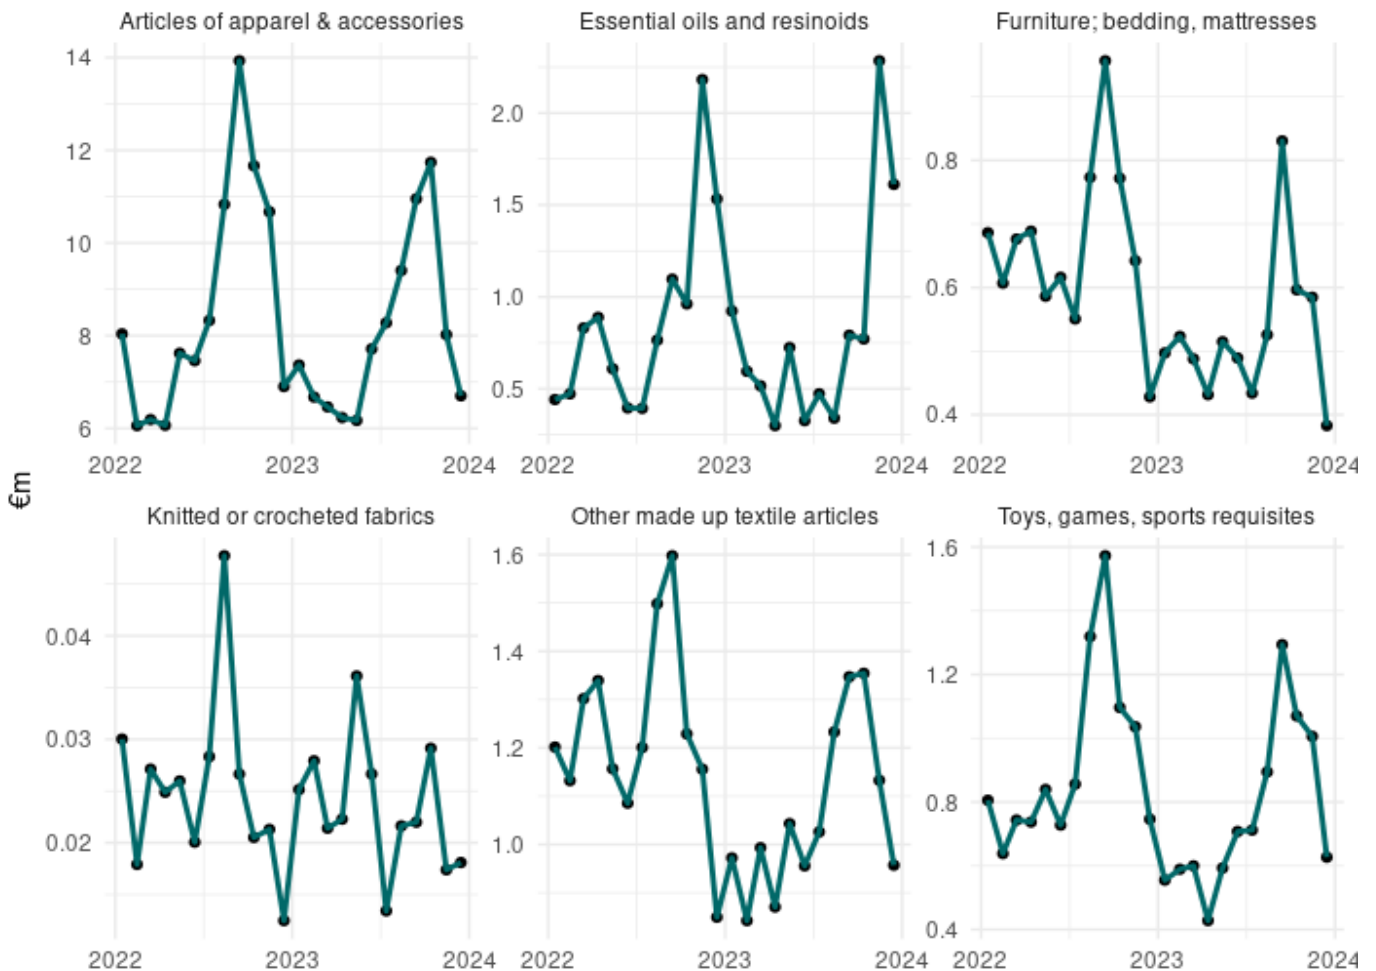 Articles of apparel & accessories
Essential oils and resinoids
Furniture; bedding, mattresses
14
12
10
8
6
2022 2023 2024
2.0
1.5
1.0
0.5
2022 2023 2024
0.8
0.6
0.4
2022 2023 2024
€m
Knitted or crocheted fabrics
Other made up textile articles
Toys, games, sports requisites
0.04
0.03
0.02
2022 2023 2024
1.6
1.4
1.2
1.0
2022 2023 2024
1.6
1.2
0.8
0.4
2022 2023 2024